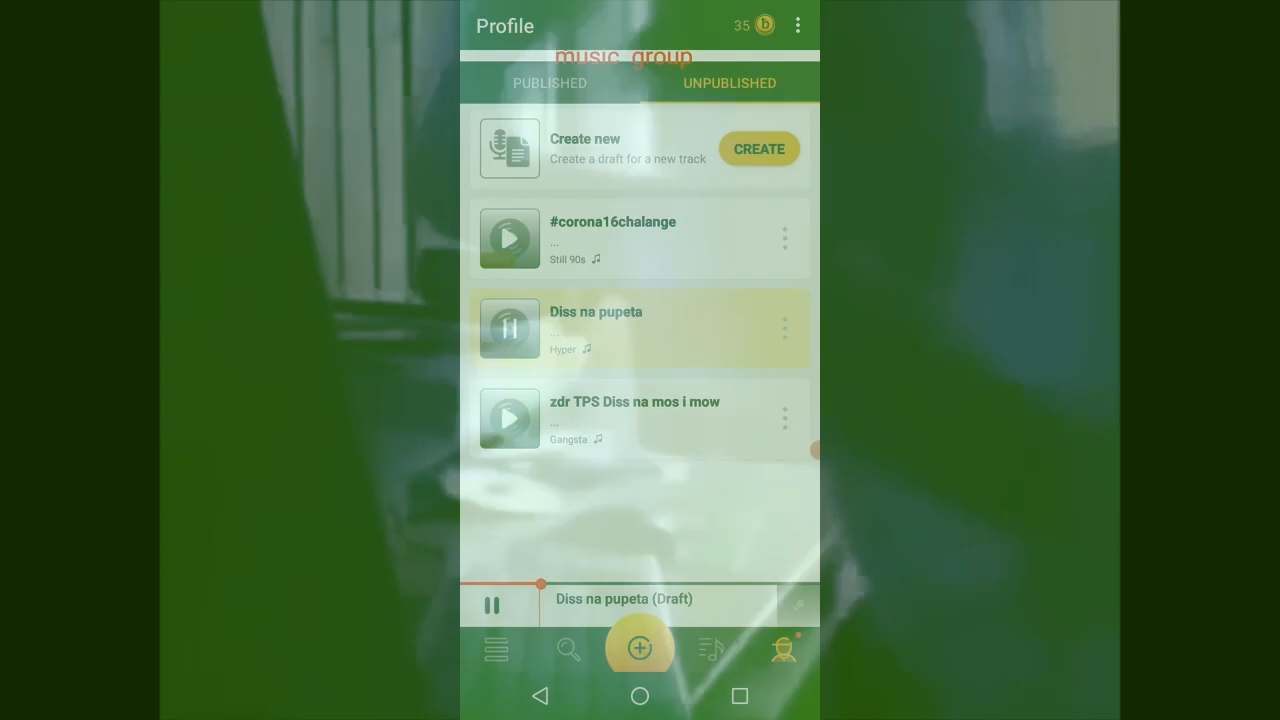 Profile
35
music group
PUBLISHED
UNPUBLISHED
Create new
Create a draft for a new track
CREATE
#corona16chalange
...
Still 90s
Diss na pupeta
...
Hyper
zdr TPS Diss na mos i mow
...
Gangsta
Diss na pupeta (Draft)